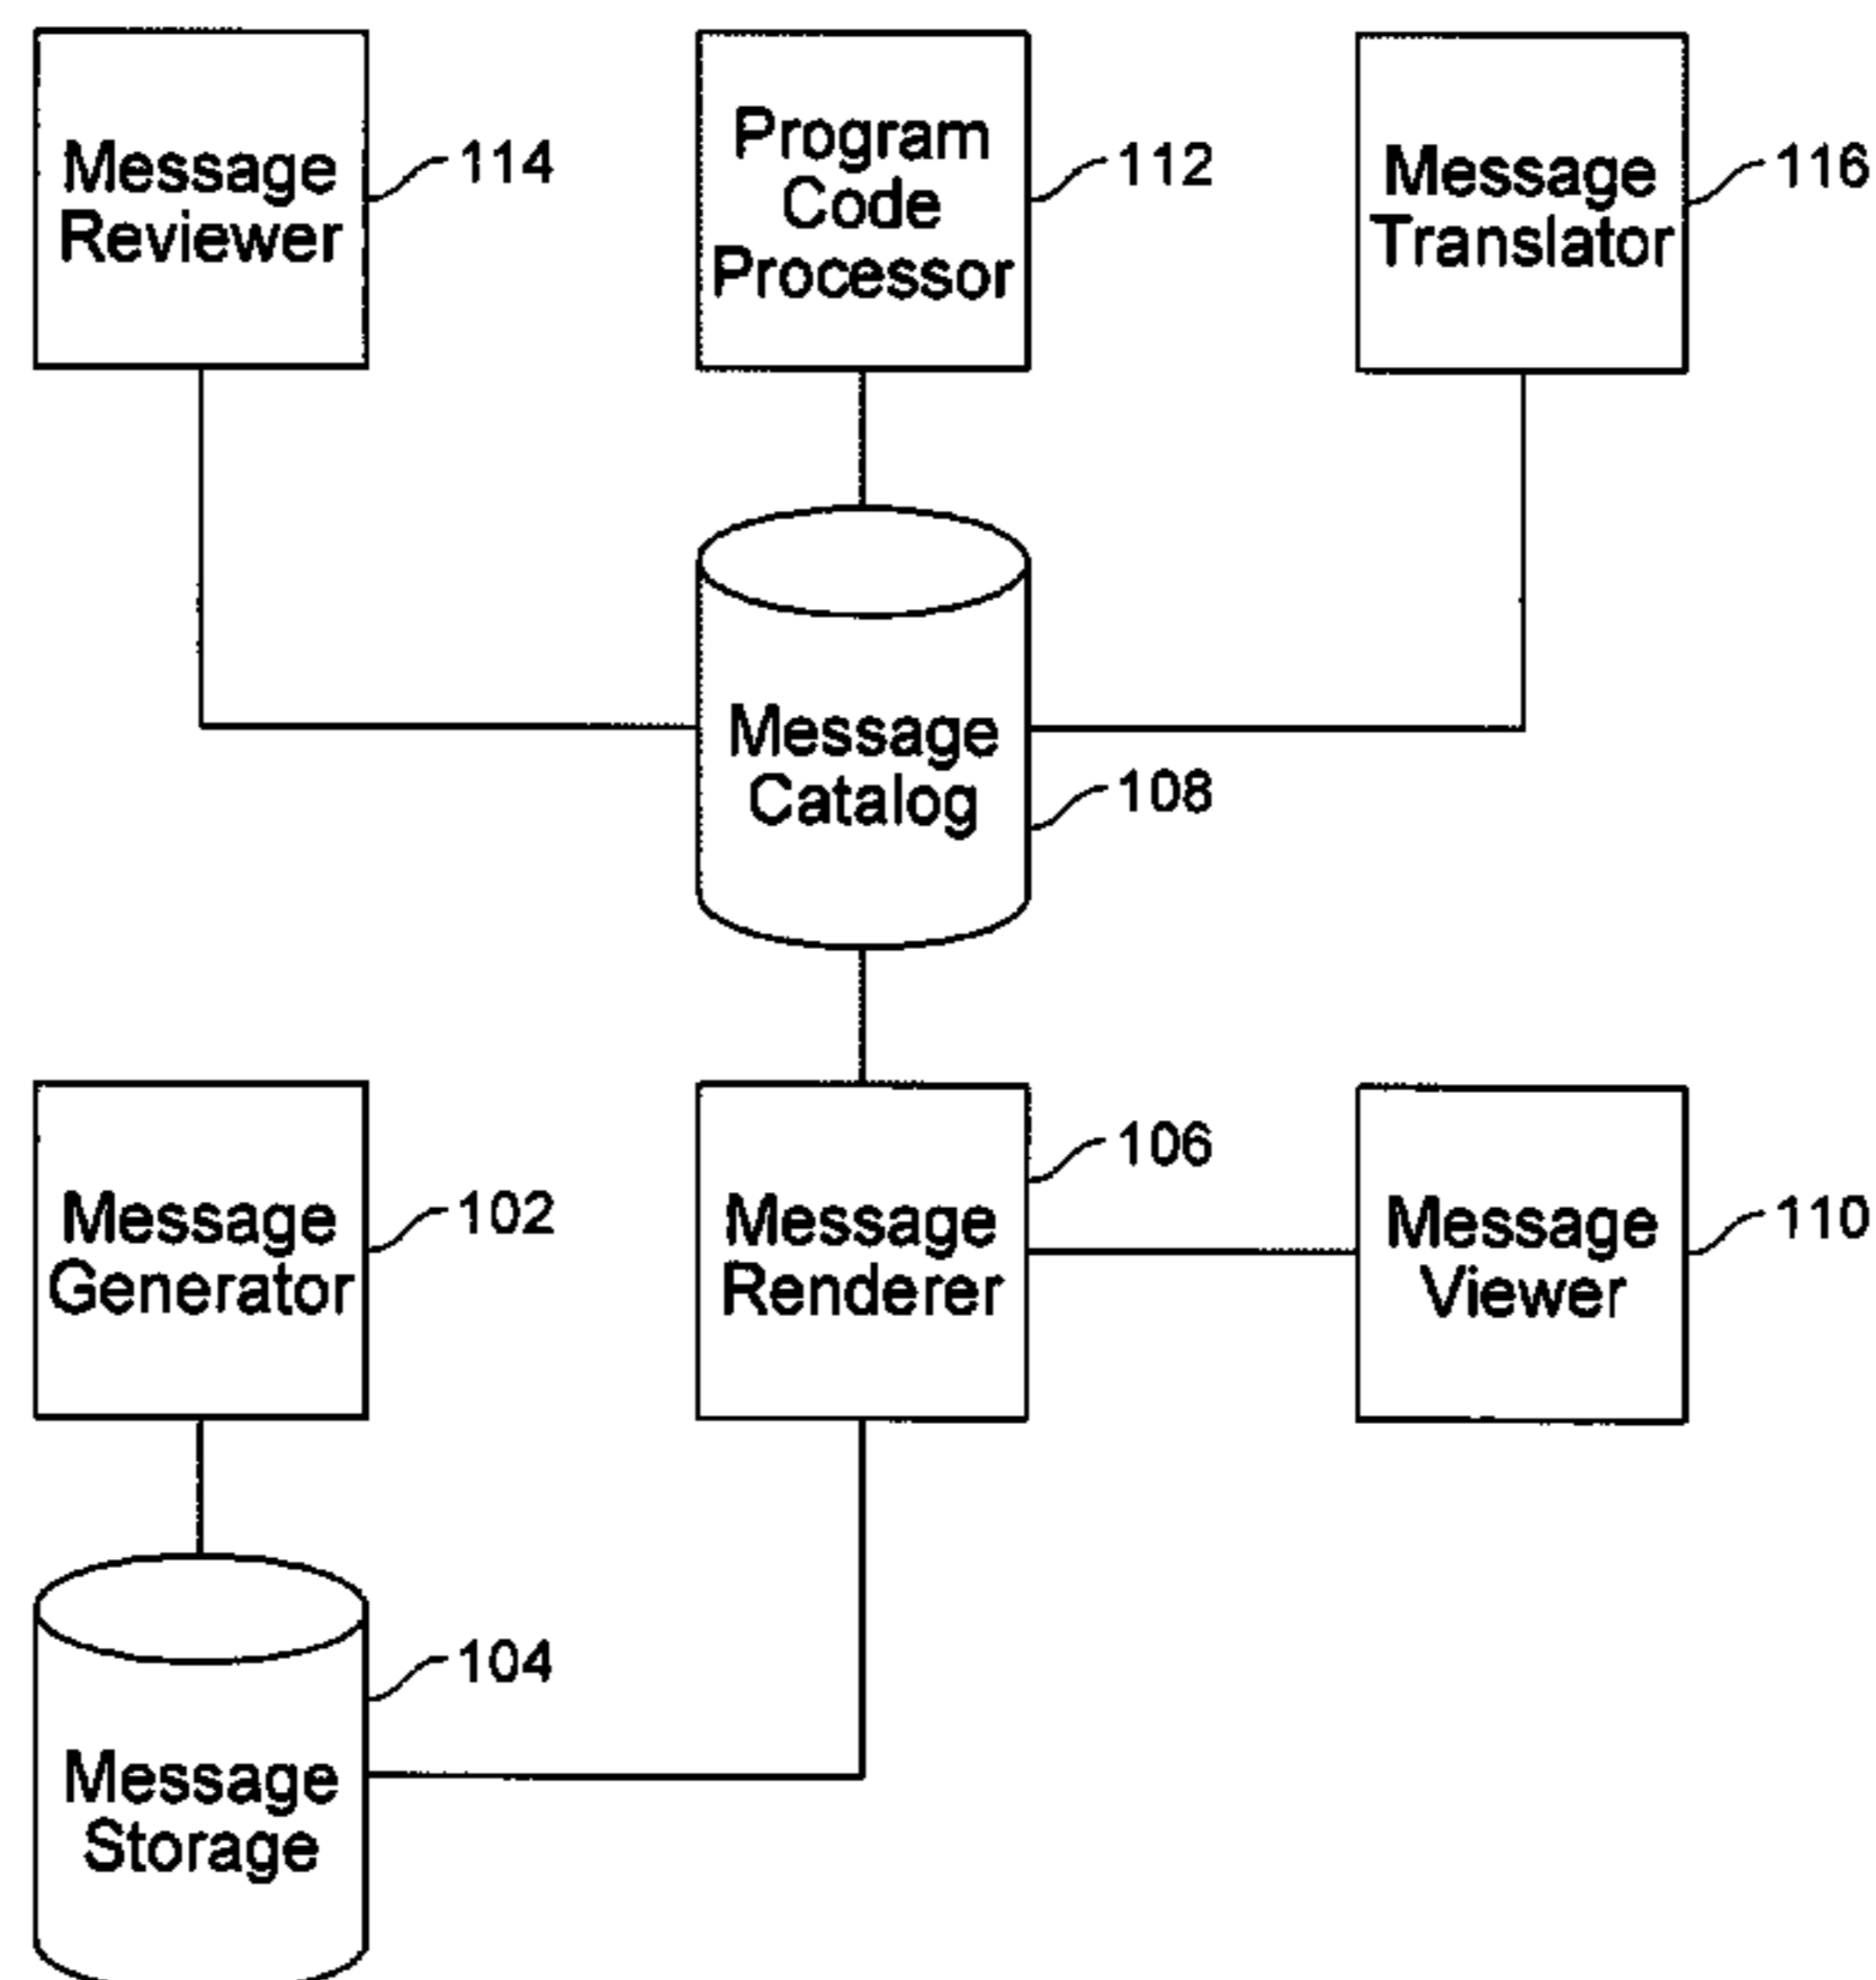 Message
Reviewer
114
Program
Code
Processor
112
Message
Translator
116
Message
Catalog
108
Message
Generator
102
Message
Renderer
106
Message
Viewer
110
Message
Storage
104